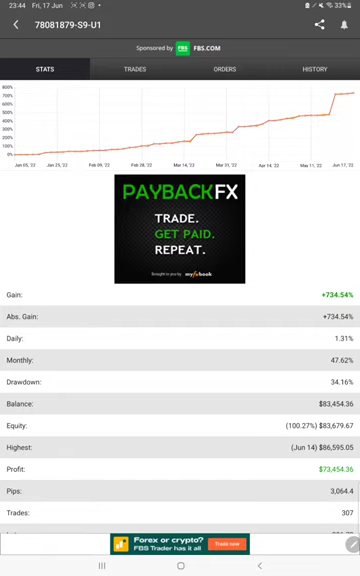 23:44 Fri, 17 Jun
33%
78081879-S9-U1
Sponsored by FBS FBS.COM
STATS TRADES ORDERS HISTORY
800%
700%
600%
500%
400%
300%
200%
100%
0%
Jan 05, '22 Jan 25, '22 Feb 09, '22 Feb 28, '22 Mar 14, '22 Mar 31, '22 Apr 14, '22 May 11, '22 Jun 17, '22
PAYBACKFX
TRADE.
GET PAID.
REPEAT.
Brought to you by myfxbook
Gain: +734.54%
Abs. Gain: +734.54%
Daily: 1.31%
Monthly: 47.62%
Drawdown: 34.16%
Balance: $83,454.36
Equity: (100.27%) $83,679.67
Highest: (Jun 14) $86,595.05
Profit: $73,454.36
Pips: 3,064.4
Trades: 307
Forex or crypto?
FBS Trader has it all
Trade now